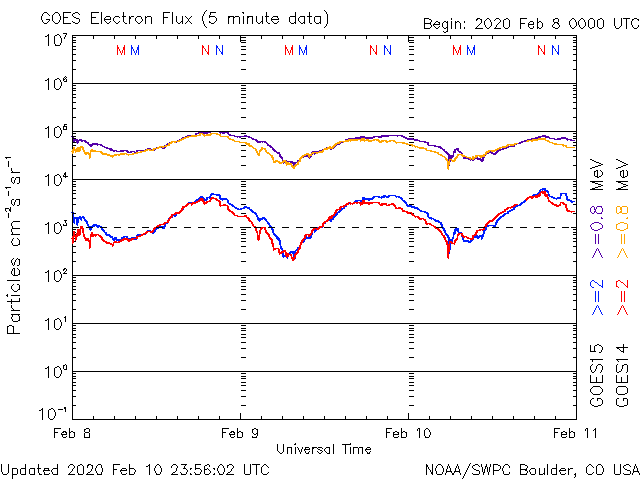 GOES Electron Flux (5 minute data)
Begin: 2020 Feb 8 0000 UTC
M M N N M M N N M M N N
10⁷
10⁶
10⁵
10⁴
10³
10²
10¹
10⁰
10⁻¹
Particles cm⁻²s⁻¹sr⁻¹
Feb 8 Feb 9 Feb 10 Feb 11
Universal Time
GOES15 >=2 >=0.8 MeV
GOES14 >=2 >=0.8 MeV
Updated 2020 Feb 10 23:56:02 UTC
NOAA/SWPC Boulder, CO USA